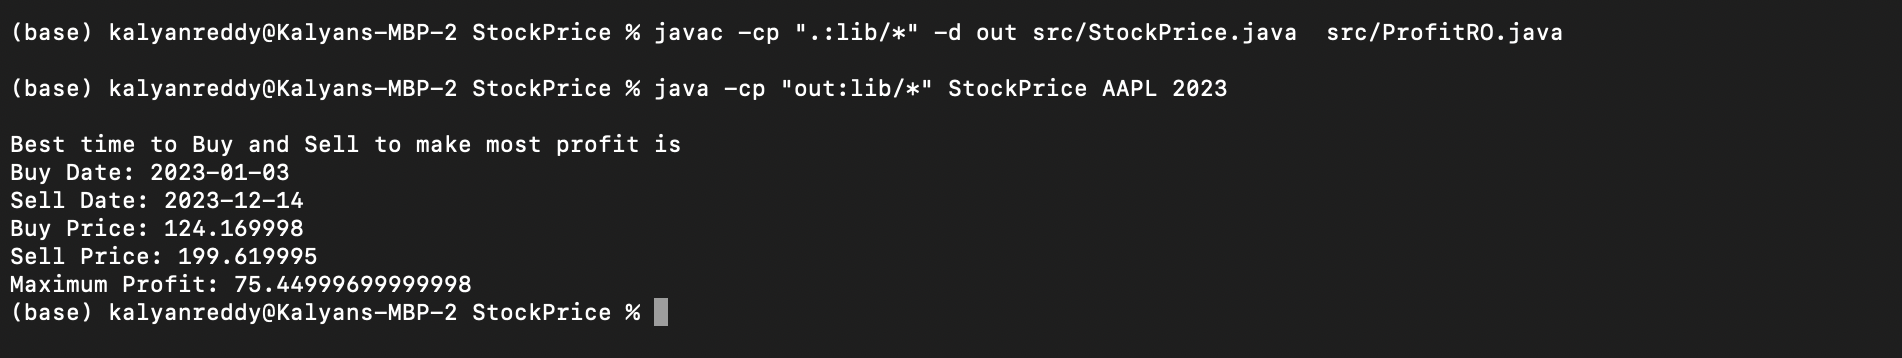 (base) kalyanreddy@Kalyans-MBP-2 StockPrice % javac -cp ".:lib/*" -d out src/StockPrice.java  src/ProfitRO.java
(base) kalyanreddy@Kalyans-MBP-2 StockPrice % java -cp "out:lib/*" StockPrice AAPL 2023
Best time to Buy and Sell to make most profit is
Buy Date: 2023-01-03
Sell Date: 2023-12-14
Buy Price: 124.169998
Sell Price: 199.619995
Maximum Profit: 75.44999699999998
(base) kalyanreddy@Kalyans-MBP-2 StockPrice %